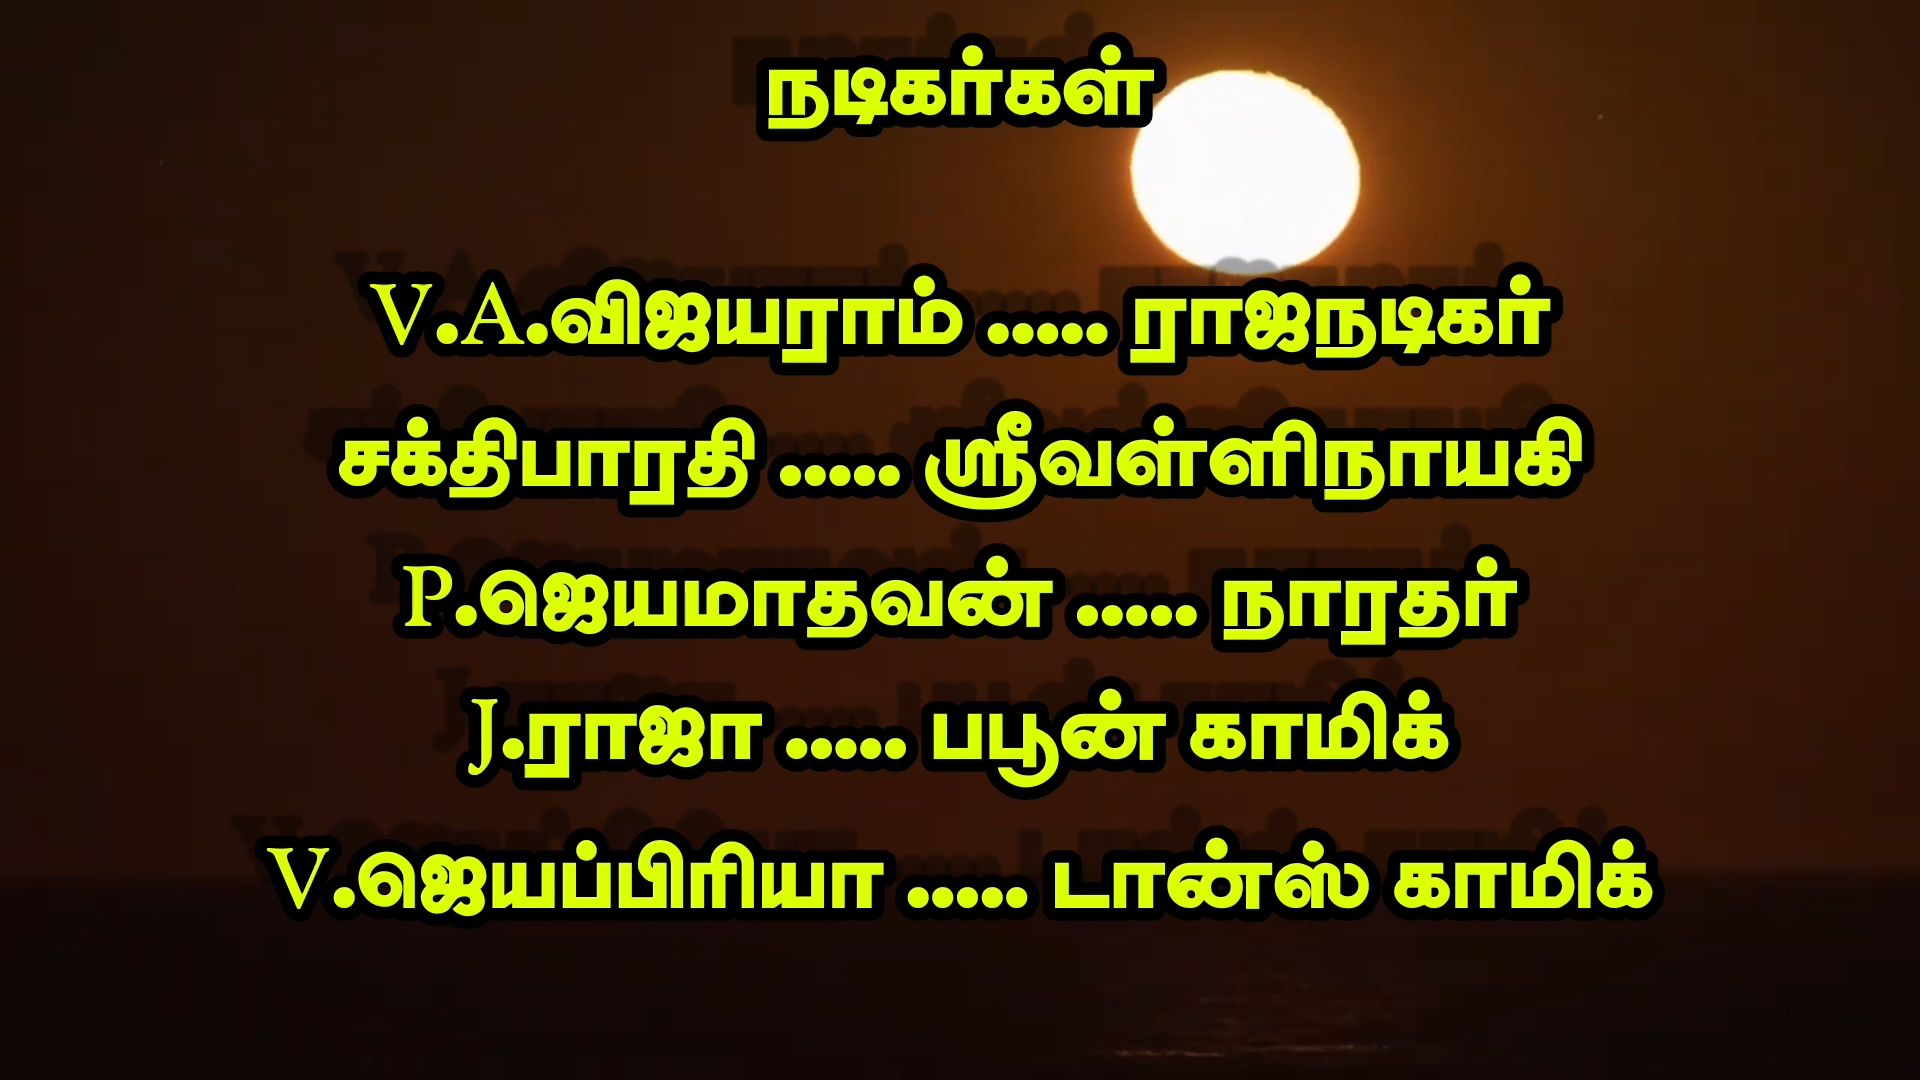 நடிகர்கள்
V.A.விஜயராம் ..... ராஜநடிகர்
சக்திபாரதி ..... ஸ்ரீவள்ளிநாயகி
P.ஜெயமாதவன் ..... நாரதர்
J.ராஜா ..... பபூன் காமிக்
V.ஜெயப்பிரியா ..... டான்ஸ் காமிக்